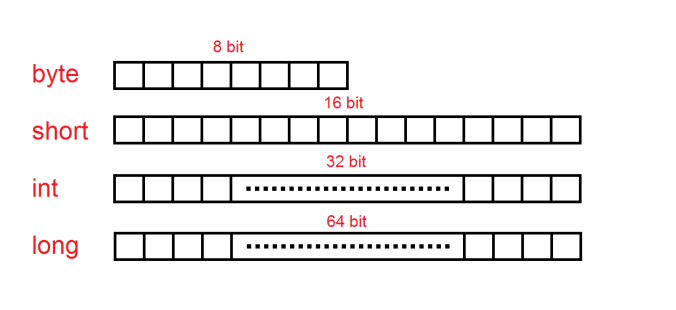 8 bit
byte
16 bit
short
32 bit
int
64 bit
long